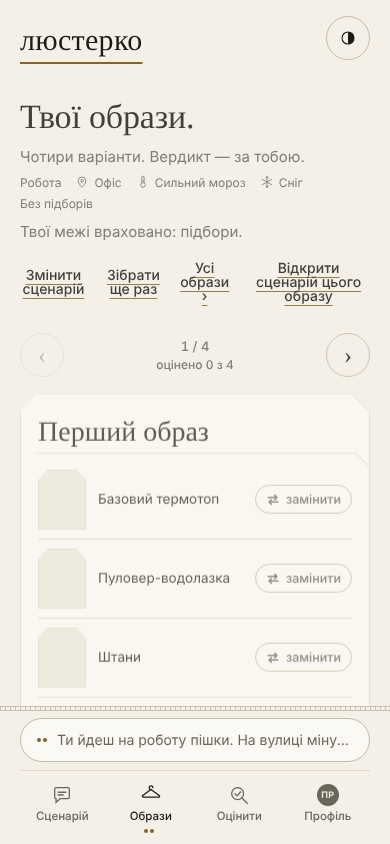 люстерко
Твої образи.
Чотири варіанти. Вердикт — за тобою.
Робота Офіс Сильний мороз Сніг
Без підборів
Твої межі враховано: підбори.
Змінити сценарій
Зібрати ще раз
Усі образи ›
Відкрити сценарій цього образу
‹ 1 / 4 ›
оцінено 0 з 4
Перший образ
Базовий термотоп замінити
Пуловер-водолазка замінити
Штани замінити
Ти йдеш на роботу пішки. На вулиці міну...
ПР
Сценарій Образи Оцінити Профіль